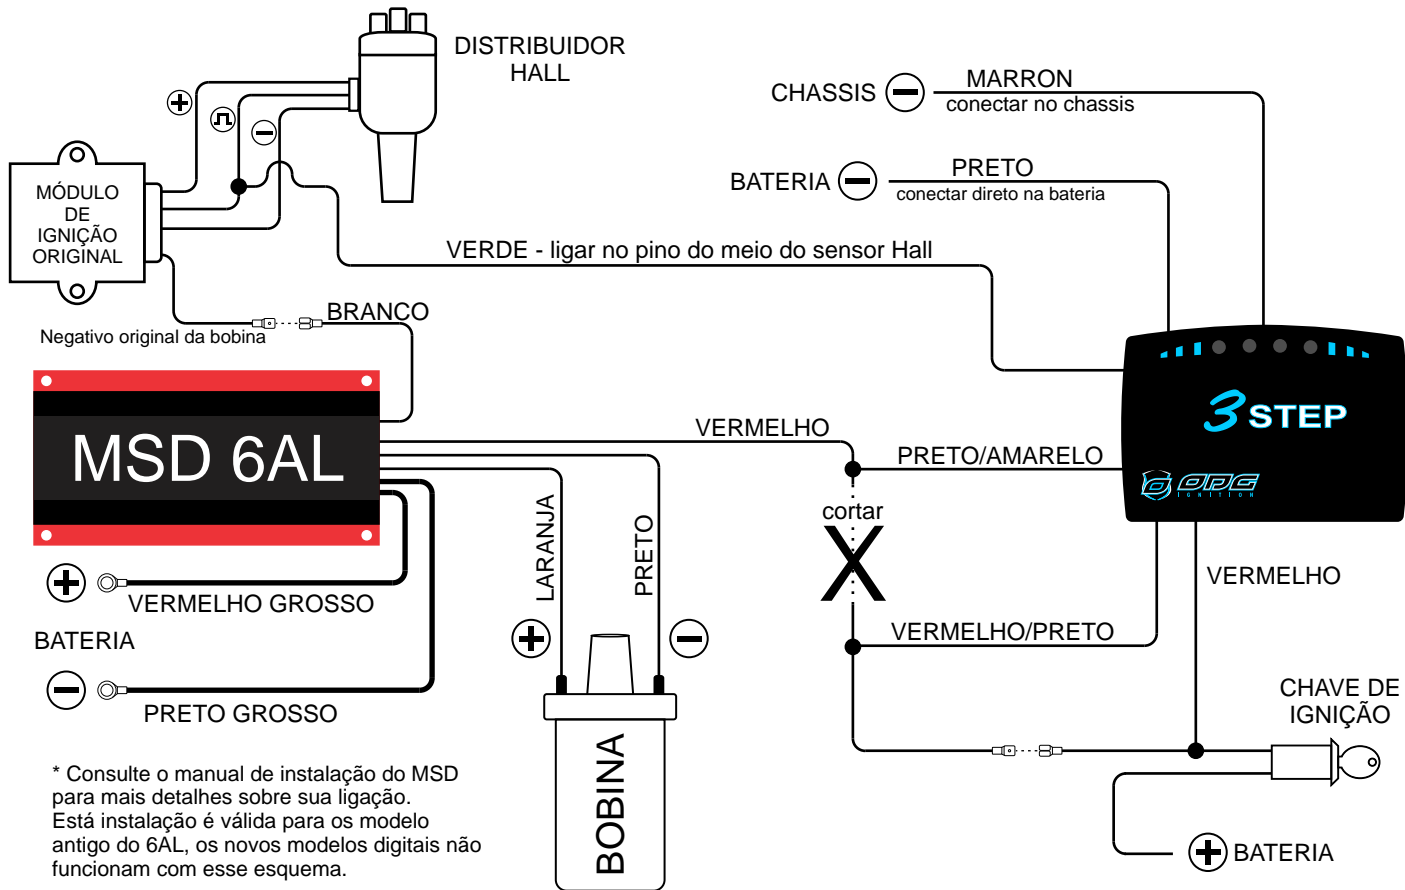 DISTRIBUIDOR
HALL
CHASSIS
MARRON
conectar no chassis
BATERIA
PRETO
conectar direto na bateria
MÓDULO
DE
IGNIÇÃO
ORIGINAL
VERDE - ligar no pino do meio do sensor Hall
BRANCO
Negativo original da bobina
MSD 6AL
3 STEP
ODG
IGNITION
VERMELHO
PRETO/AMARELO
cortar
LARANJA
PRETO
VERMELHO
VERMELHO GROSSO
VERMELHO/PRETO
BATERIA
PRETO GROSSO
CHAVE DE
IGNIÇÃO
BOBINA
* Consulte o manual de instalação do MSD
para mais detalhes sobre sua ligação.
Está instalação é válida para os modelo
antigo do 6AL, os novos modelos digitais não
funcionam com esse esquema.
BATERIA